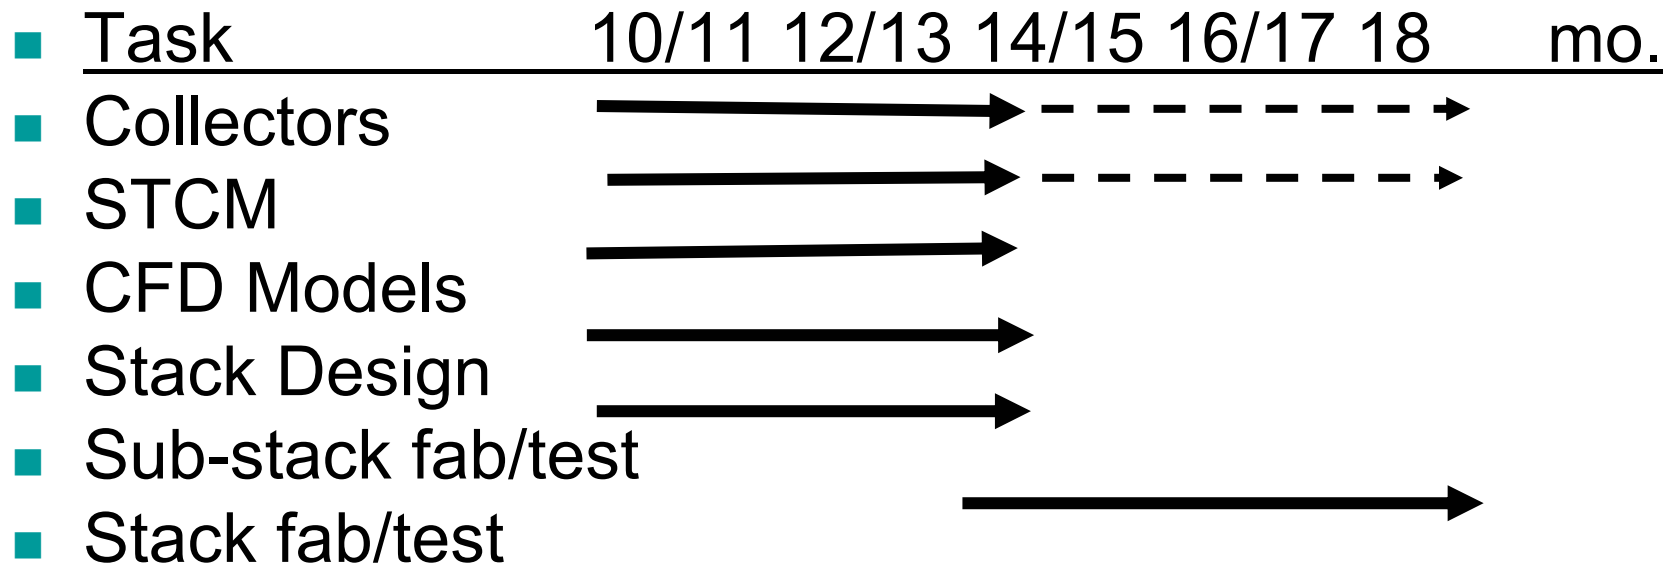 Task 10/11 12/13 14/15 16/17 18 mo.
Collectors
STCM
CFD Models
Stack Design
Sub-stack fab/test
Stack fab/test